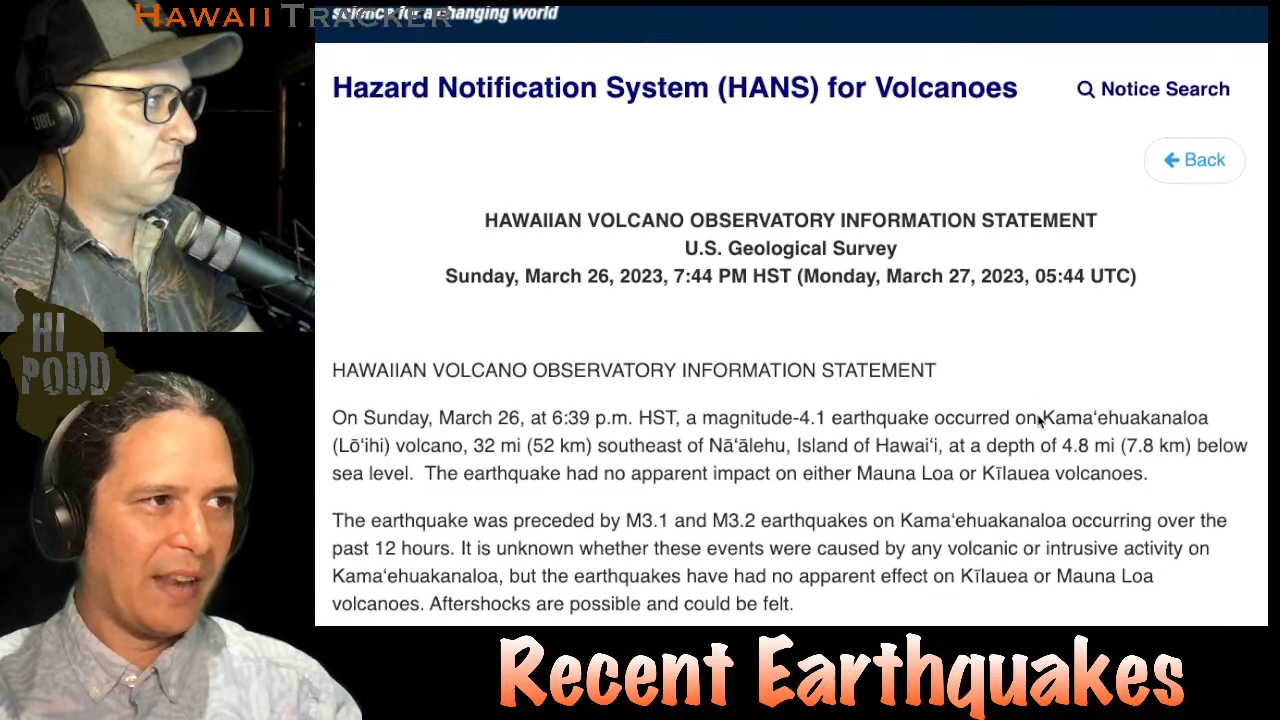 HAWAII TRACKER
science for a changing world
Hazard Notification System (HANS) for Volcanoes
Notice Search
Back
HAWAIIAN VOLCANO OBSERVATORY INFORMATION STATEMENT
U.S. Geological Survey
Sunday, March 26, 2023, 7:44 PM HST (Monday, March 27, 2023, 05:44 UTC)
JBL
HI
PODD
HAWAIIAN VOLCANO OBSERVATORY INFORMATION STATEMENT
On Sunday, March 26, at 6:39 p.m. HST, a magnitude-4.1 earthquake occurred on Kamaʻehuakanaloa
(Lōʻihi) volcano, 32 mi (52 km) southeast of Nāʻālehu, Island of Hawaiʻi, at a depth of 4.8 mi (7.8 km) below
sea level.  The earthquake had no apparent impact on either Mauna Loa or Kīlauea volcanoes.
The earthquake was preceded by M3.1 and M3.2 earthquakes on Kamaʻehuakanaloa occurring over the
past 12 hours. It is unknown whether these events were caused by any volcanic or intrusive activity on
Kamaʻehuakanaloa, but the earthquakes have had no apparent effect on Kīlauea or Mauna Loa
volcanoes. Aftershocks are possible and could be felt.
Recent Earthquakes